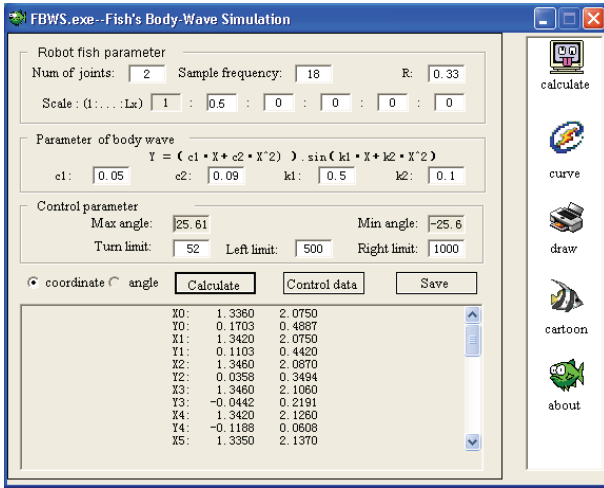 FBWS.exe--Fish's Body-Wave Simulation
Robot fish parameter
Num of joints: 2 Sample frequency: 18 R: 0.33
Scale : (1:...:Lx) 1 : 0.5 : 0 : 0 : 0 : 0
Parameter of body wave
Y = ( c1 * X + c2 * X^2) ) . sin( k1 * X + k2 * X^2 )
c1: 0.05 c2: 0.09 k1: 0.5 k2: 0.1
Control parameter
Max angle: 25.61 Min angle: -25.6
Turn limit: 52 Left limit: 500 Right limit: 1000
coordinate angle Calculate Control data Save
X0: 1.3360 2.0750
Y0: 0.1703 0.4887
X1: 1.3420 2.0750
Y1: 0.1103 0.4420
X2: 1.3460 2.0870
Y2: 0.0358 0.3494
X3: 1.3460 2.1060
Y3: -0.0442 0.2191
X4: 1.3420 2.1260
Y4: -0.1188 0.0608
X5: 1.3350 2.1370
calculate
curve
draw
cartoon
about